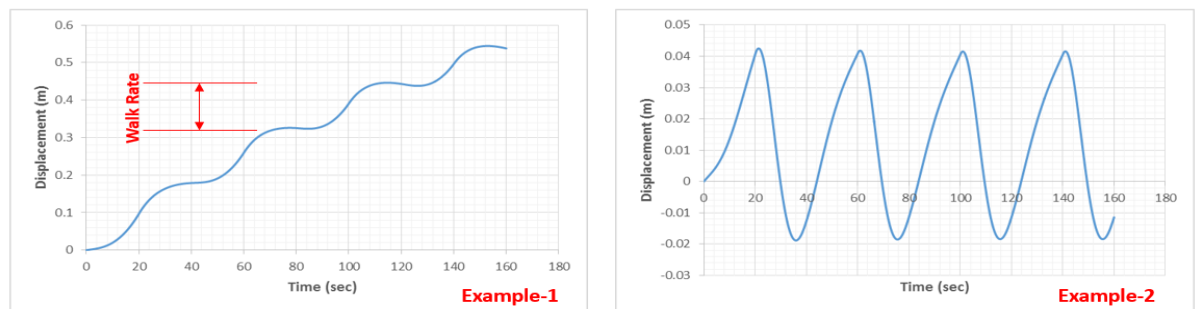 0.6
0.5
0.4
0.3
0.2
0.1
0
Displacement (m)
Walk Rate
0 20 40 60 80 100 120 140 160 180
Time (sec)
Example-1
0.05
0.04
0.03
0.02
0.01
0
-0.01
-0.02
-0.03
Displacement (m)
0 20 40 60 80 100 120 140 160 180
Time (sec)
Example-2